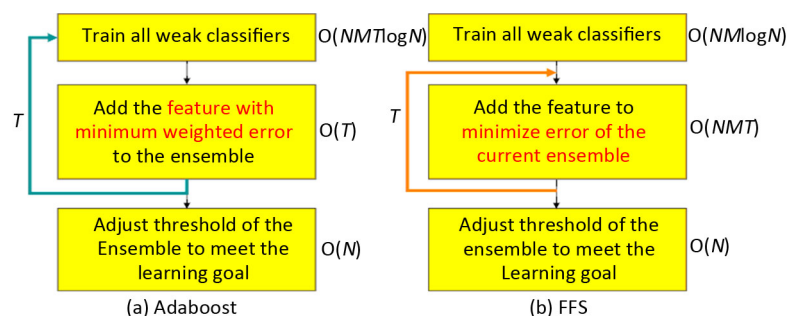 Train all weak classifiers
O(NMTlogN)
T
Add the feature with
minimum weighted error
to the ensemble
O(T)
Adjust threshold of the
Ensemble to meet the
learning goal
O(N)
(a) Adaboost
Train all weak classifiers
O(NMlogN)
T
Add the feature to
minimize error of the
current ensemble
O(NMT)
Adjust threshold of the
ensemble to meet the
Learning goal
O(N)
(b) FFS